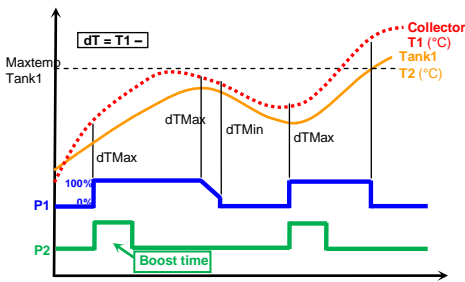 dT = T1 –
Collector
T1 (°C)
Maxtemp
Tank1
Tank1
T2 (°C)
dTMax
dTMin
dTMax
dTMax
100%
0%
P1
P2
Boost time